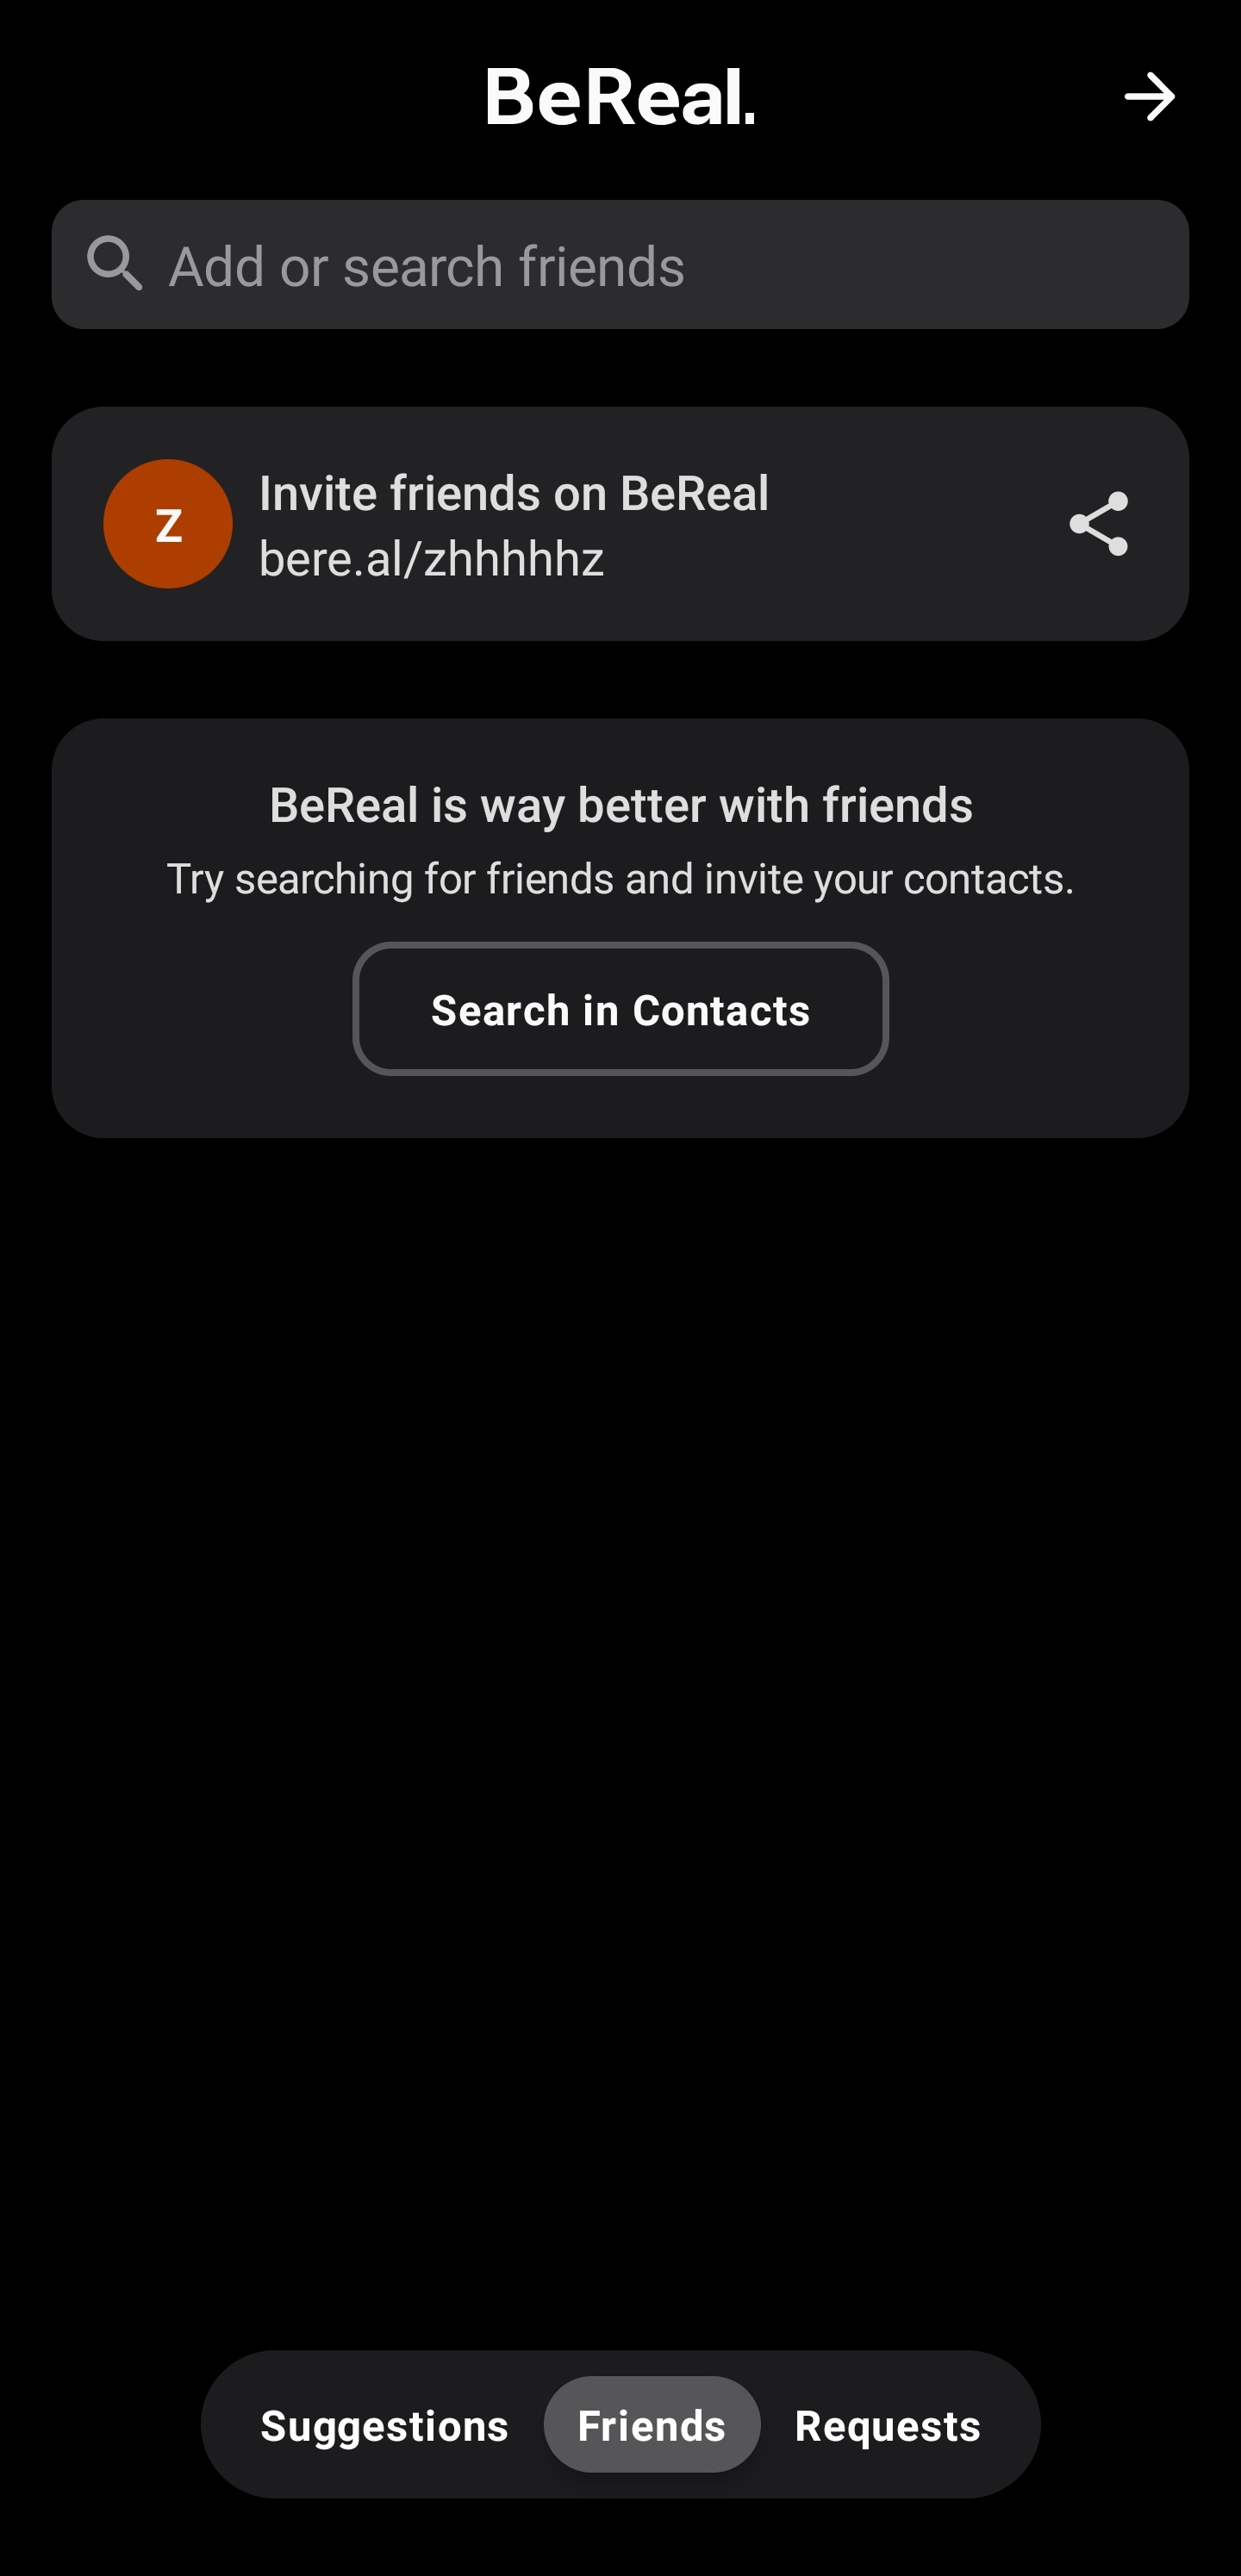 BeReal.
Add or search friends
Z
Invite friends on BeReal
bere.al/zhhhhhz
BeReal is way better with friends
Try searching for friends and invite your contacts.
Search in Contacts
Suggestions Friends Requests